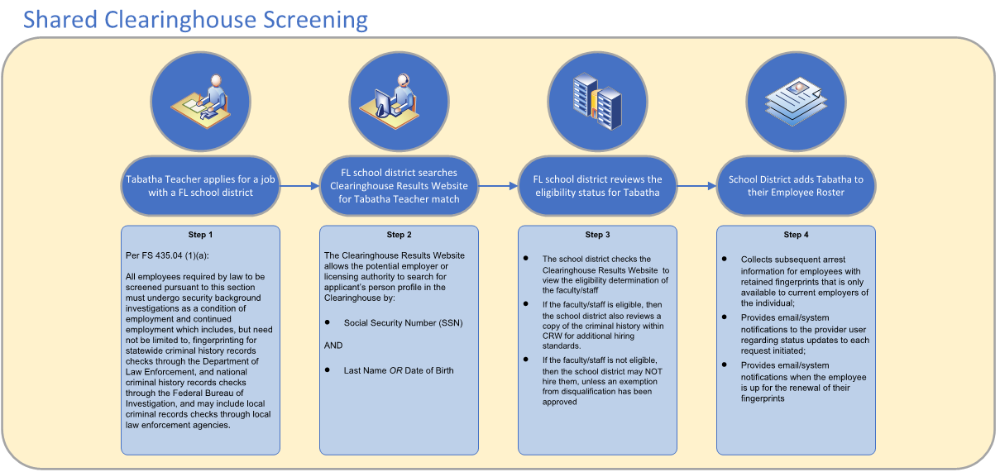 Shared Clearinghouse Screening
Tabatha Teacher applies for a job
with a FL school district
FL school district searches
Clearinghouse Results Website
for Tabatha Teacher match
FL school district reviews the
eligibility status for Tabatha
School District adds Tabatha to
their Employee Roster
Step 1
Per FS 435.04 (1)(a):
All employees required by law to be
screened pursuant to this section
must undergo security background
investigations as a condition of
employment and continued
employment which includes, but need
not be limited to, fingerprinting for
statewide criminal history records
checks through the Department of
Law Enforcement, and national
criminal history records checks
through the Federal Bureau of
Investigation, and may include local
criminal records checks through local
law enforcement agencies.
Step 2
The Clearinghouse Results Website
allows the potential employer or
licensing authority to search for
applicant's person profile in the
Clearinghouse by:
● Social Security Number (SSN)
AND
● Last Name OR Date of Birth
Step 3
● The school district checks the
Clearinghouse Results Website to
view the eligibility determination of
the faculty/staff
● If the faculty/staff is eligible, then
the school district also reviews a
copy of the criminal history within
CRW for additional hiring
standards.
● If the faculty/staff is not eligible,
then the school district may NOT
hire them, unless an exemption
from disqualification has been
approved
Step 4
● Collects subsequent arrest
information for employees with
retained fingerprints that is only
available to current employers of
the individual;
● Provides email/system
notifications to the provider user
regarding status updates to each
request initiated;
● Provides email/system
notifications when the employee
is up for the renewal of their
fingerprints